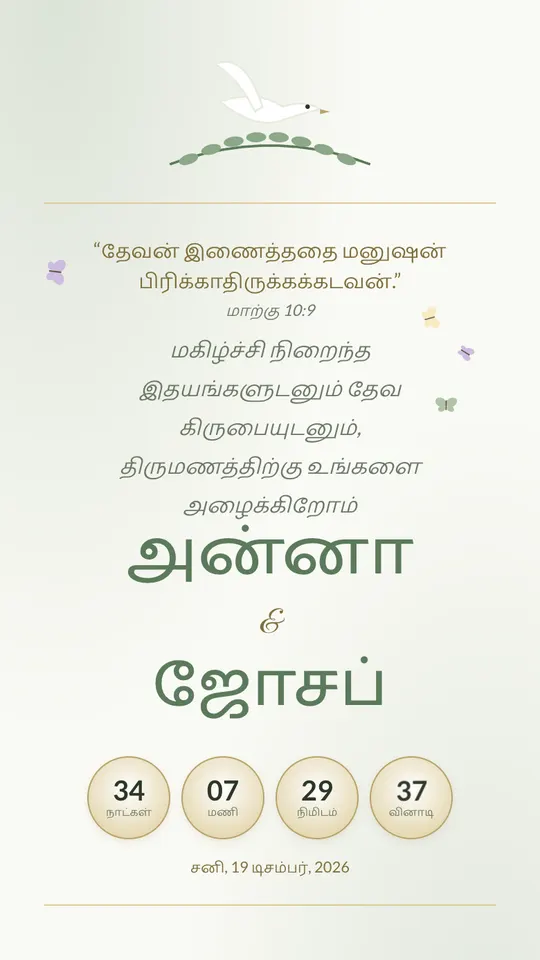 “தேவன் இணைத்ததை மனுஷன்
பிரிக்காதிருக்கக்கடவன்.”
மாற்கு 10:9
மகிழ்ச்சி நிறைந்த
இதயங்களுடனும் தேவ
கிருபையுடனும்,
திருமணத்திற்கு உங்களை
அழைக்கிறோம்
அன்னா
&
ஜோசப்
34 07 29 37
நாட்கள் மணி நிமிடம் வினாடி
சனி, 19 டிசம்பர், 2026